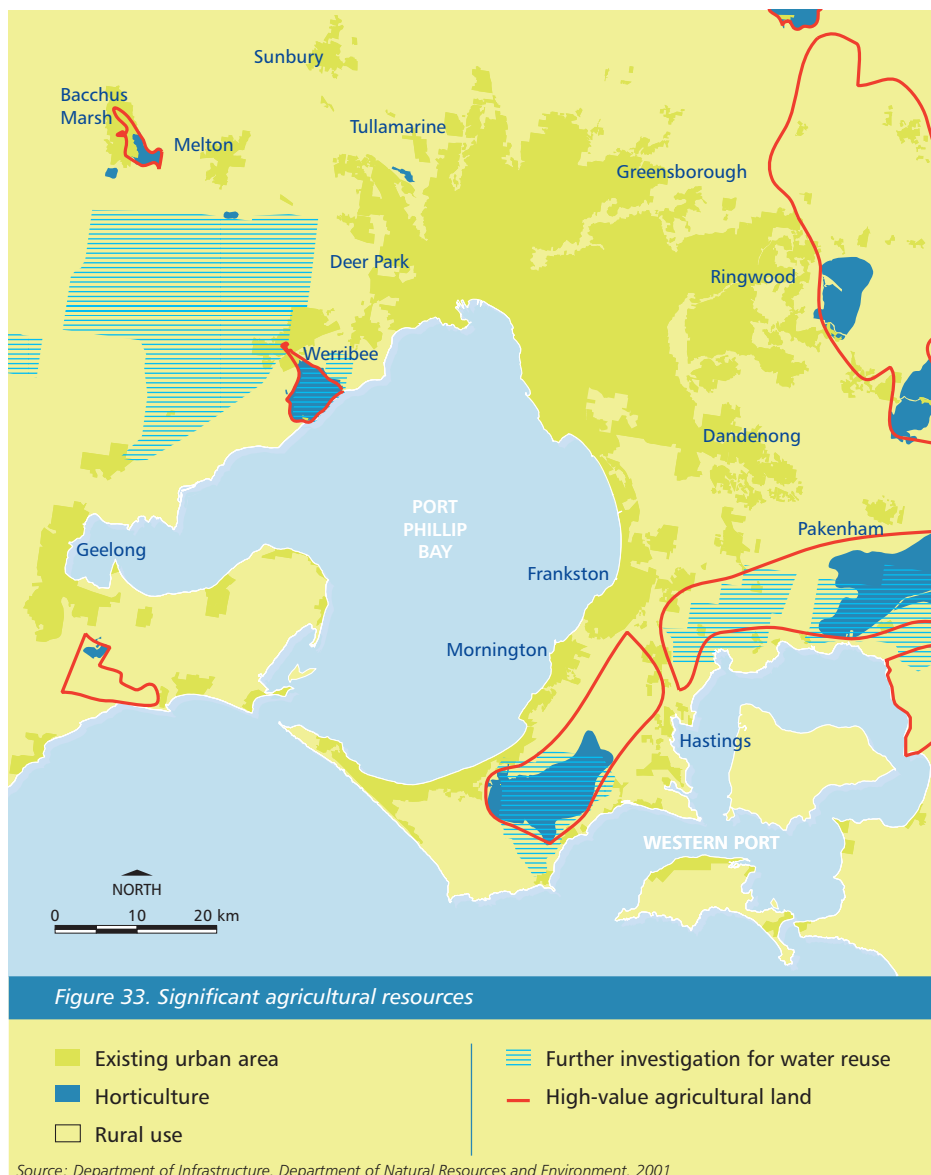 Sunbury
Bacchus
Marsh
Melton
Tullamarine
Greensborough
Deer Park
Ringwood
Werribee
Dandenong
PORT
PHILLIP
BAY
Pakenham
Geelong
Frankston
Mornington
Hastings
WESTERN PORT
NORTH
0 10 20 km
Figure 33. Significant agricultural resources
Existing urban area
Horticulture
Rural use
Further investigation for water reuse
High-value agricultural land
Source: Department of Infrastructure, Department of Natural Resources and Environment, 2001